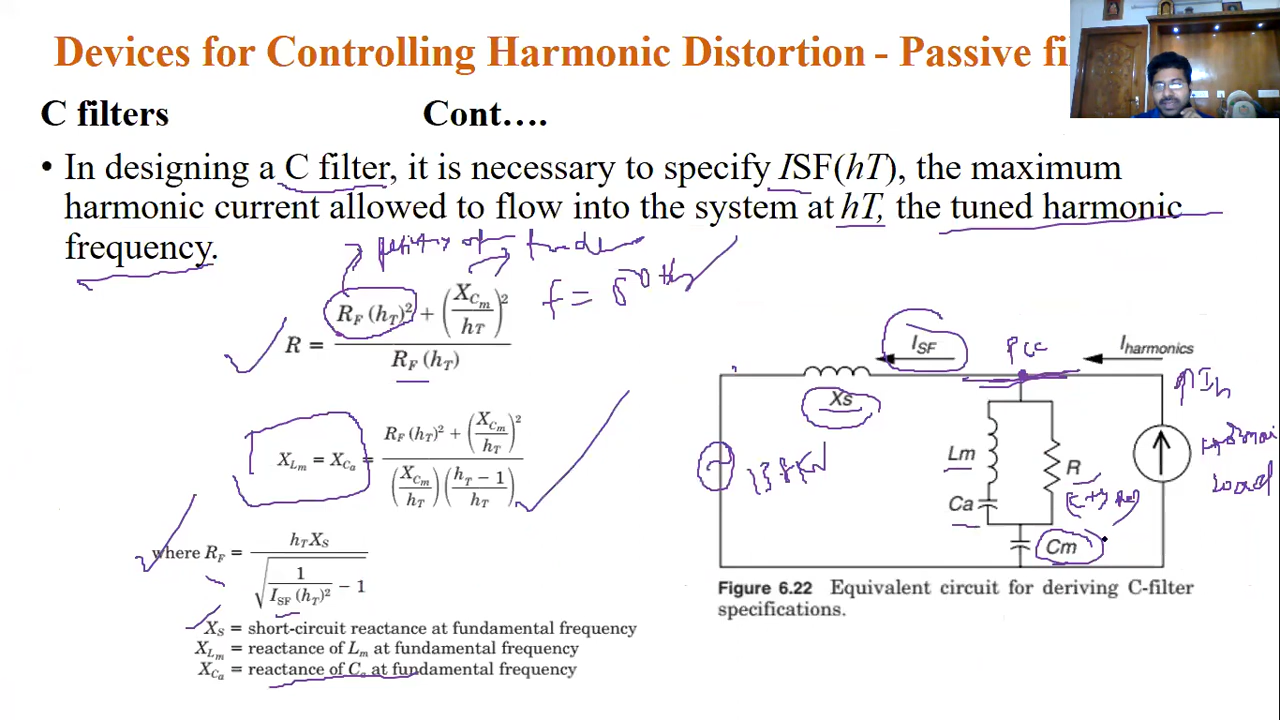 Devices for Controlling Harmonic Distortion - Passive fi
C filters Cont….
• In designing a C filter, it is necessary to specify ISF(hT), the maximum
harmonic current allowed to flow into the system at hT, the tuned harmonic
frequency.
f = 50 Hz
R = (R_F (h_T)² + (X_Cm / h_T)²) / (R_F (h_T))
X_Lm = X_Ca = (R_F (h_T)² + (X_Cm / h_T)²) / ((X_Cm / h_T) ((h_T − 1) / h_T))
where R_F = h_T X_S / √(1 / I_SF (h_T)² − 1)
X_S = short-circuit reactance at fundamental frequency
X_Lm = reactance of L_m at fundamental frequency
X_Ca = reactance of C_a at fundamental frequency
I_SF
PCC
I_harmonics
Xs
I_h
Lm
R
Ca
Cm
Load
Figure 6.22 Equivalent circuit for deriving C-filter
specifications.